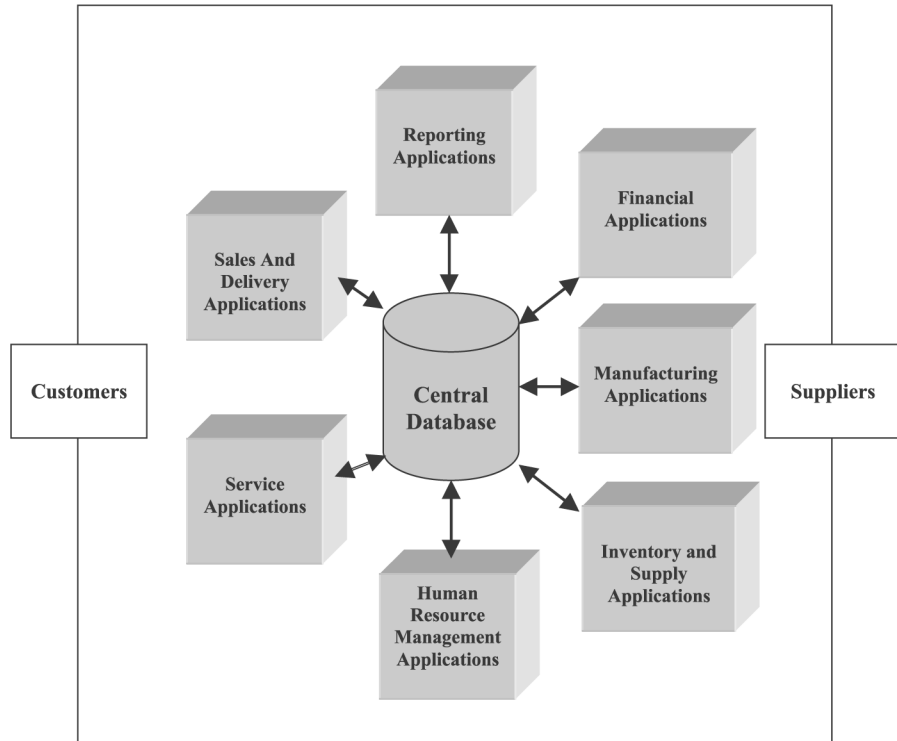 Reporting
Applications
Financial
Applications
Sales And
Delivery
Applications
Customers
Central
Database
Manufacturing
Applications
Suppliers
Service
Applications
Inventory and
Supply
Applications
Human
Resource
Management
Applications